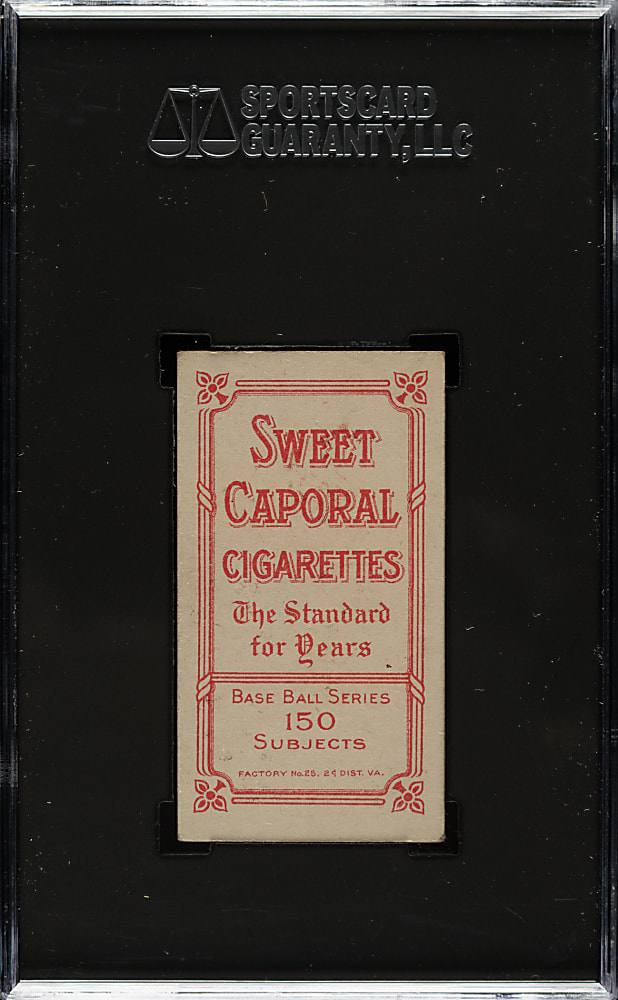 SPORTSCARD
GUARANTY, LLC
SWEET
CAPORAL
CIGARETTES
The Standard
for Years
BASE BALL SERIES
150
SUBJECTS
FACTORY No. 25. 2d DIST. VA.